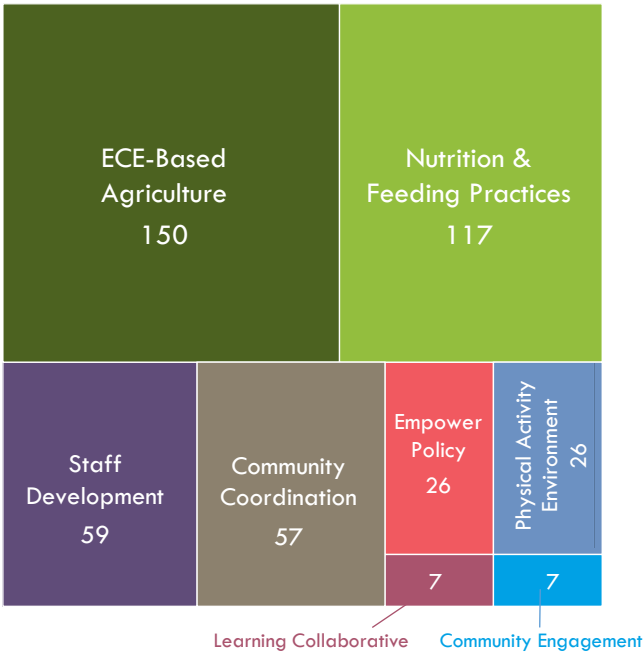 ECE-Based
Agriculture
150
Nutrition &
Feeding Practices
117
Staff
Development
59
Community
Coordination
57
Empower
Policy
26
Physical Activity
Environment
26
7
7
Learning Collaborative
Community Engagement